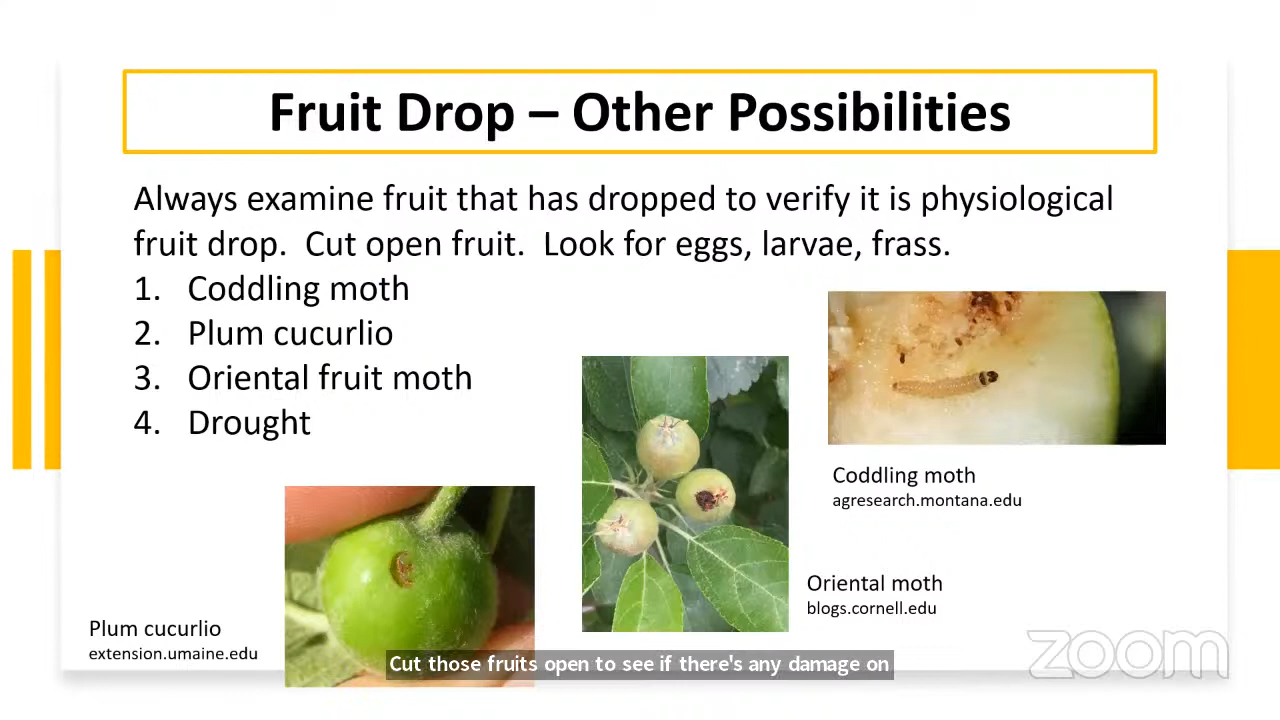 Fruit Drop – Other Possibilities
Always examine fruit that has dropped to verify it is physiological
fruit drop.  Cut open fruit.  Look for eggs, larvae, frass.
1. Coddling moth
2. Plum cucurlio
3. Oriental fruit moth
4. Drought
Coddling moth
agresearch.montana.edu
Oriental moth
blogs.cornell.edu
Plum cucurlio
extension.umaine.edu
Cut those fruits open to see if there's any damage on
zoom